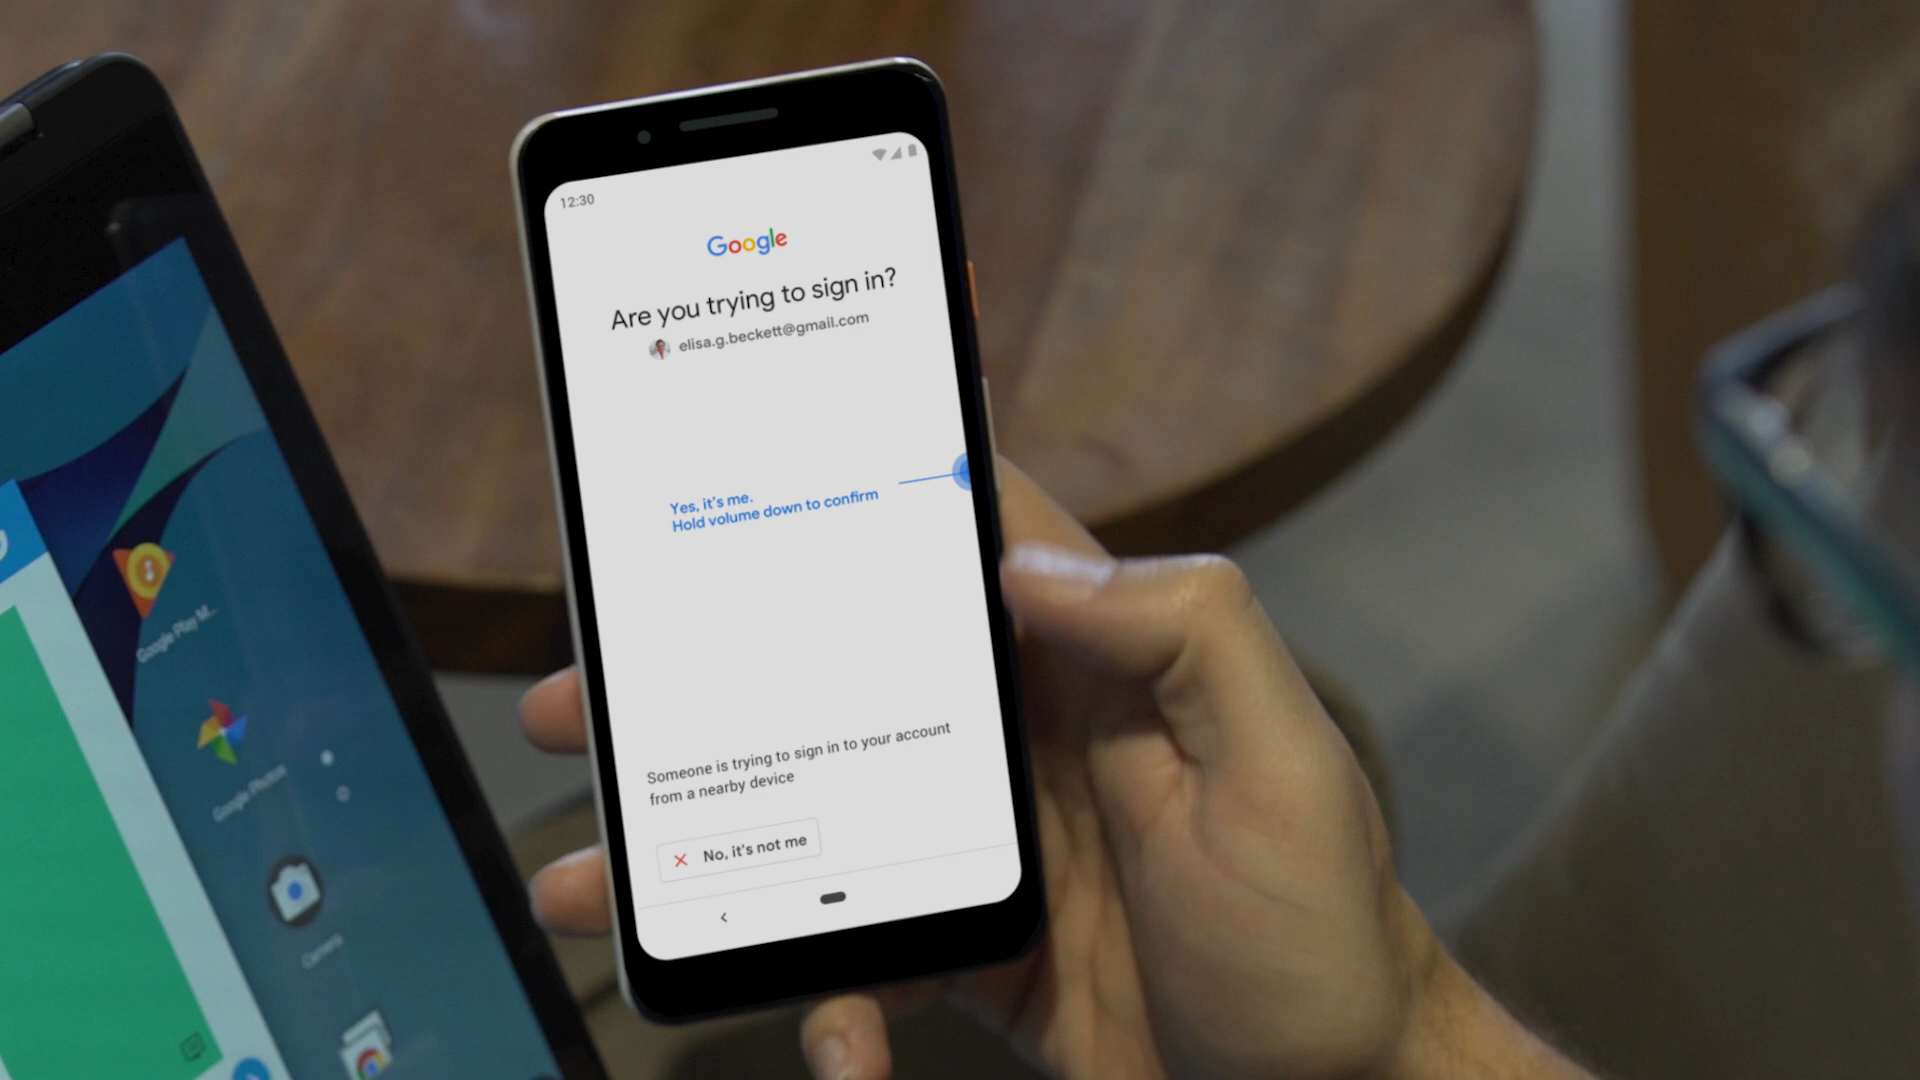 12:30
Google
Are you trying to sign in?
elisa.g.beckett@gmail.com
Yes, it's me.
Hold volume down to confirm
Someone is trying to sign in to your account
from a nearby device
No, it's not me
Google Play M...
Google Photos
Camera